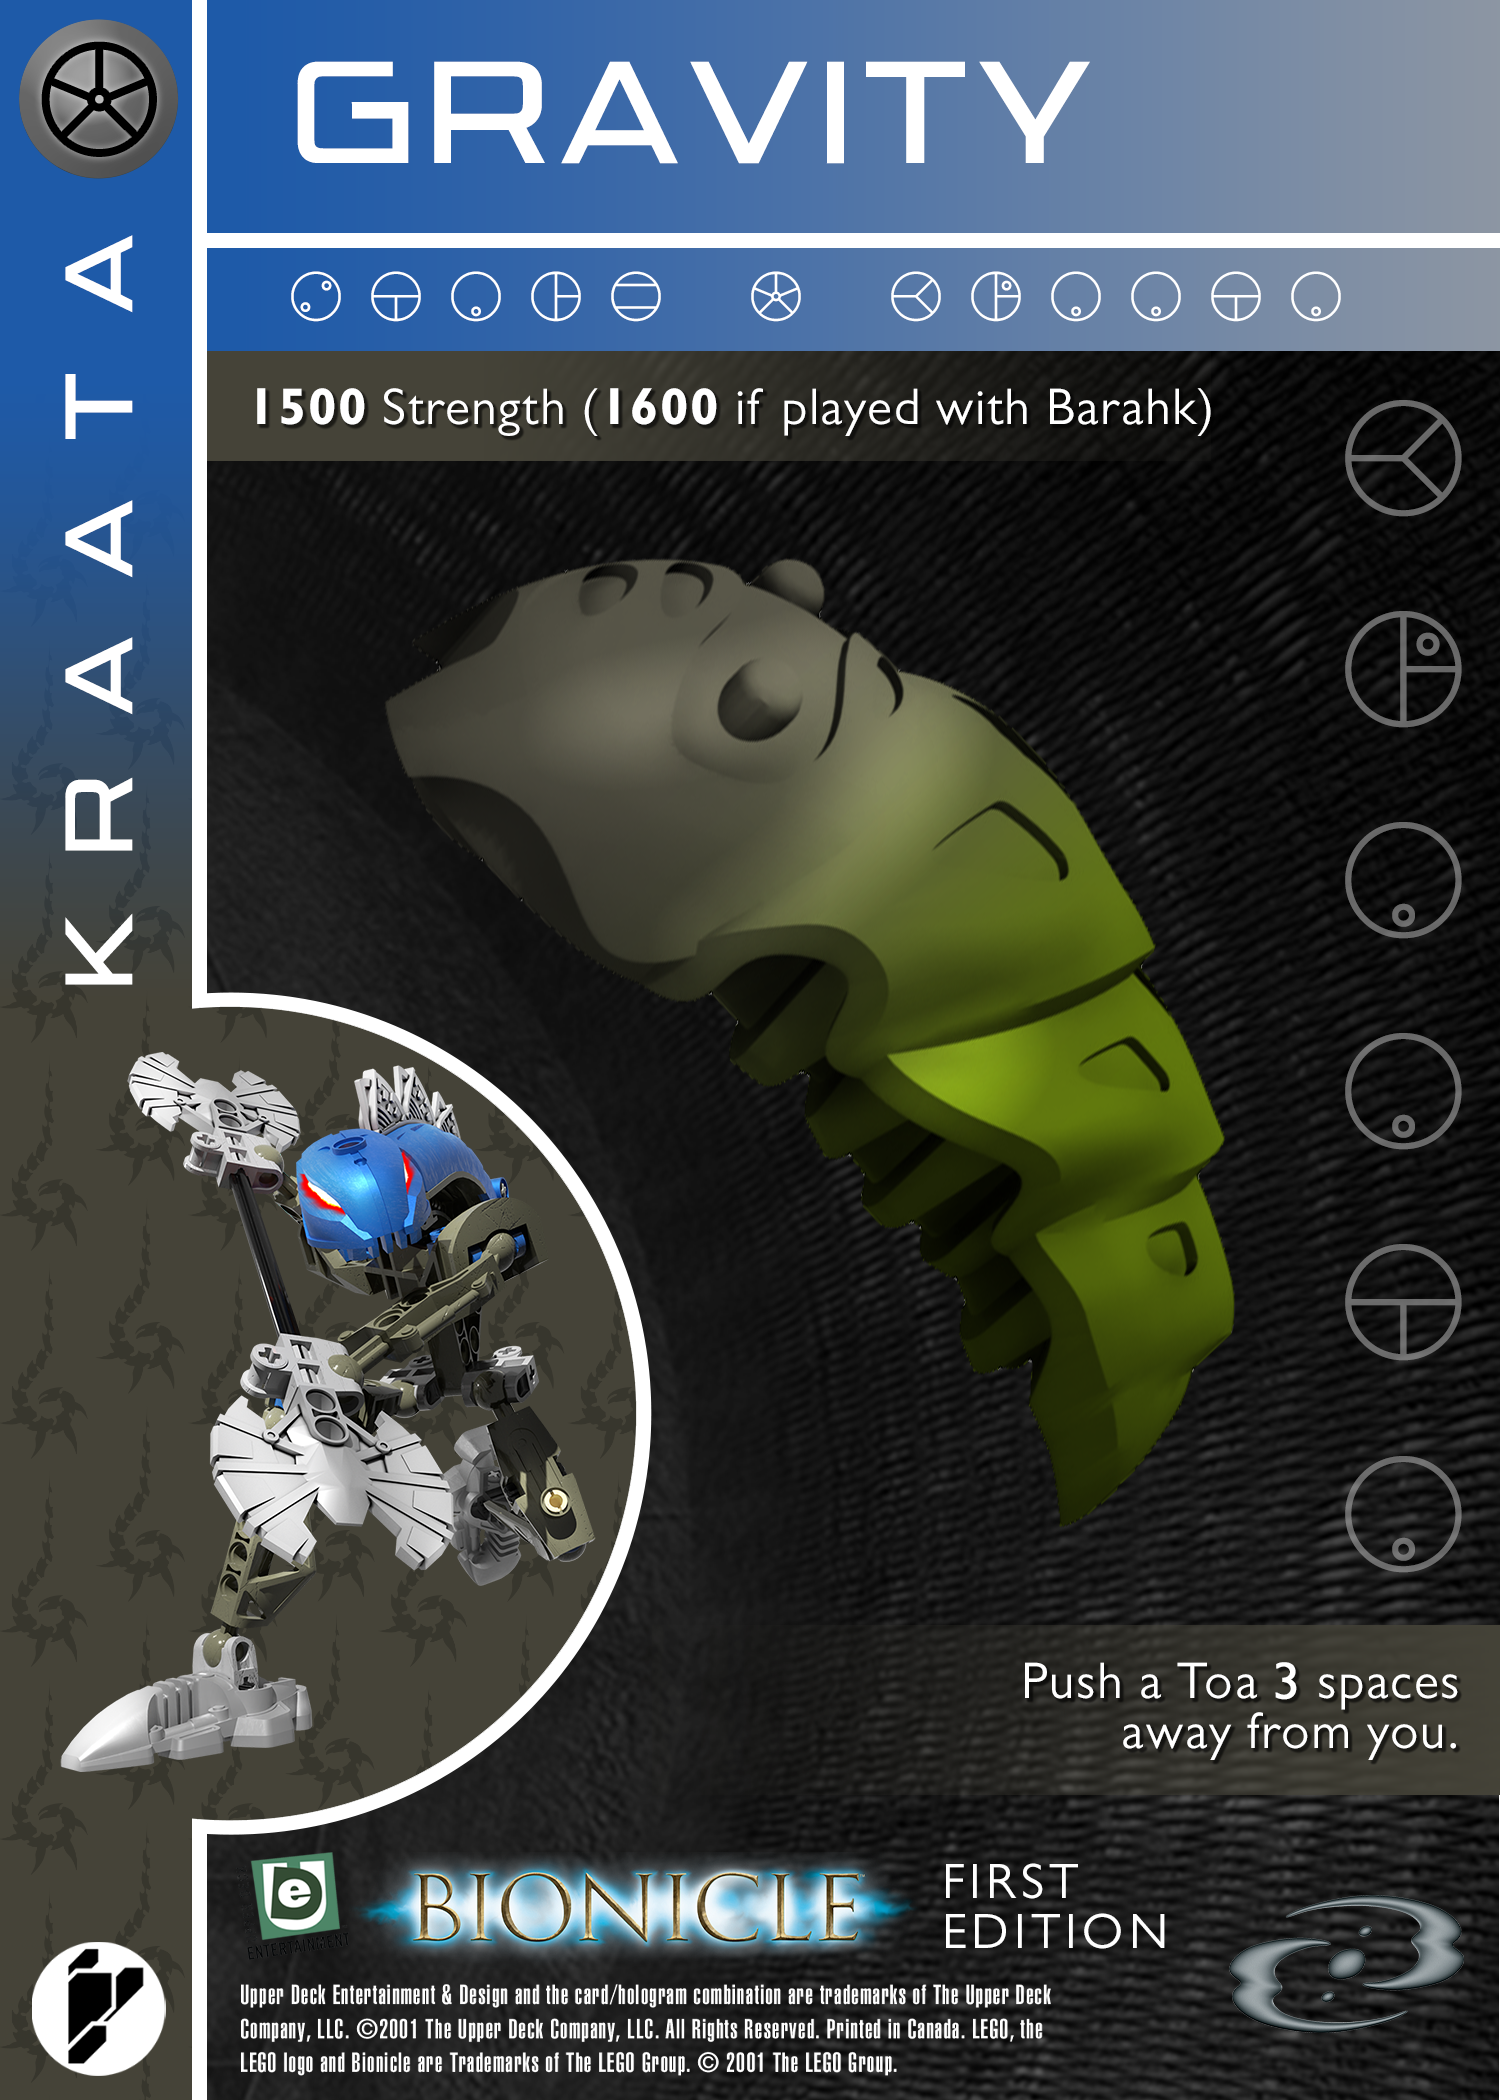 GRAVITY
KRAATA
1500 Strength (1600 if played with Barahk)
Push a Toa 3 spaces
away from you.
e
ENTERTAINMENT
BIONICLE
FIRST
EDITION
Upper Deck Entertainment & Design and the card/hologram combination are trademarks of The Upper Deck
Company, LLC. ©2001 The Upper Deck Company, LLC. All Rights Reserved. Printed in Canada. LEGO, the
LEGO logo and Bionicle are Trademarks of The LEGO Group. © 2001 The LEGO Group.